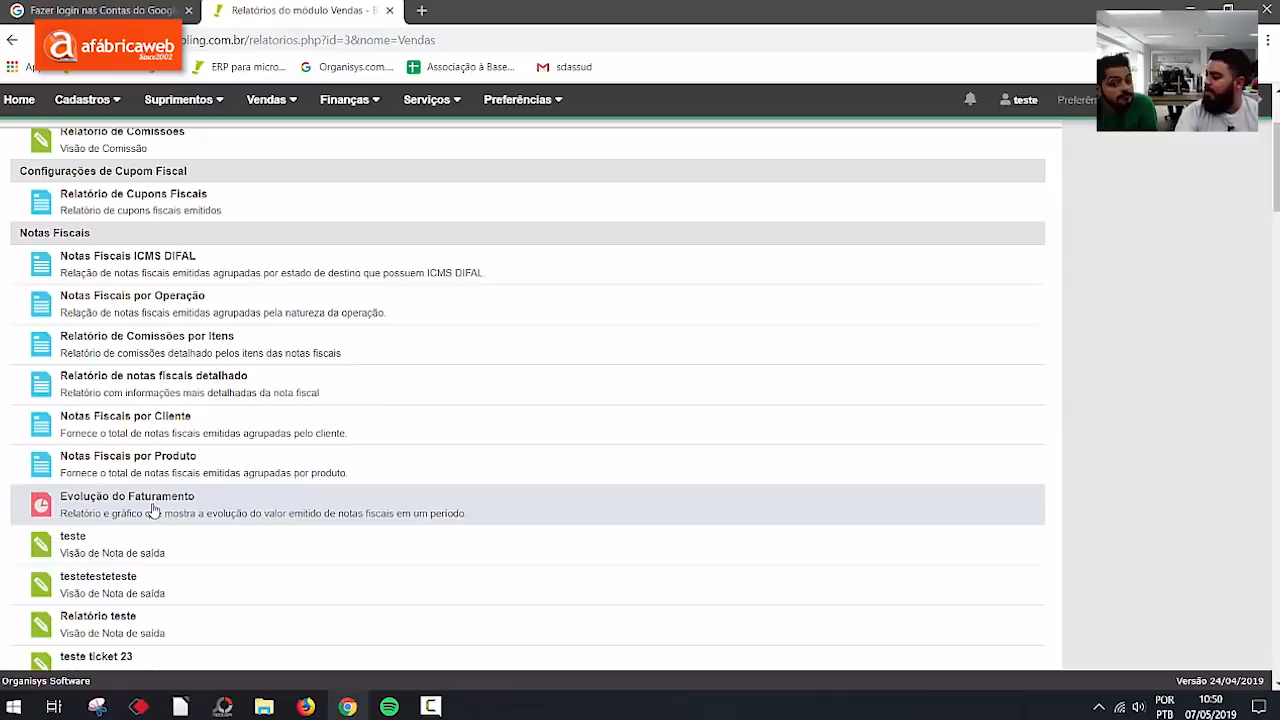 Fazer login nas Contas do Google
Relatórios do módulo Vendas - B
afábricaweb
Since2002
bling.com.br/relatorios.php?id=3&nome=Vendas
ERP para micro...
Organisys.com...
Associação à Base...
sdassud
Home
Cadastros
Suprimentos
Vendas
Finanças
Serviços
Preferências
teste
Relatório de Comissões
Visão de Comissão
Configurações de Cupom Fiscal
Relatório de Cupons Fiscais
Relatório de cupons fiscais emitidos
Notas Fiscais
Notas Fiscais ICMS DIFAL
Relação de notas fiscais emitidas agrupadas por estado de destino que possuem ICMS DIFAL.
Notas Fiscais por Operação
Relação de notas fiscais emitidas agrupadas pela natureza da operação.
Relatório de Comissões por Itens
Relatório de comissões detalhado pelos itens das notas fiscais
Relatório de notas fiscais detalhado
Relatório com informações mais detalhadas da nota fiscal
Notas Fiscais por Cliente
Fornece o total de notas fiscais emitidas agrupadas pelo cliente.
Notas Fiscais por Produto
Fornece o total de notas fiscais emitidas agrupadas por produto.
Evolução do Faturamento
Relatório e gráfico que mostra a evolução do valor emitido de notas fiscais em um período.
teste
Visão de Nota de saída
testetesteteste
Visão de Nota de saída
Relatório teste
Visão de Nota de saída
teste ticket 23
Organisys Software
Versão 24/04/2019
POR
PTB
10:50
07/05/2019